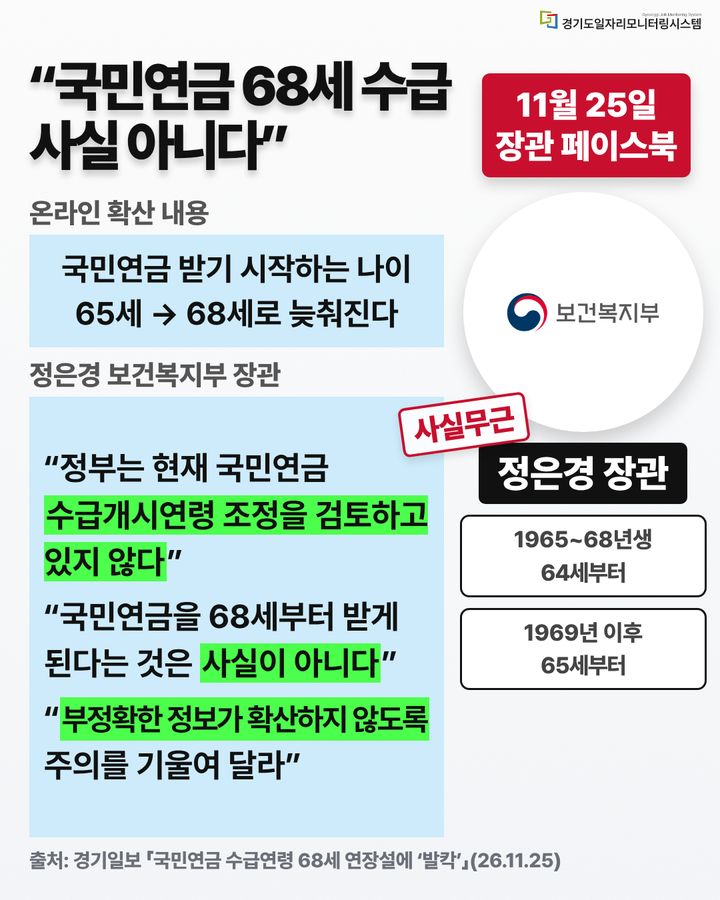 경기도일자리모니터링시스템
“국민연금 68세 수급
사실 아니다”
11월 25일
장관 페이스북
온라인 확산 내용
국민연금 받기 시작하는 나이
65세 → 68세로 늦춰진다
보건복지부
정은경 보건복지부 장관
사실무근
“정부는 현재 국민연금
수급개시연령 조정을 검토하고
있지 않다”
“국민연금을 68세부터 받게
된다는 것은 사실이 아니다”
“부정확한 정보가 확산하지 않도록
주의를 기울여 달라”
정은경 장관
1965~68년생
64세부터
1969년 이후
65세부터
출처: 경기일보 「국민연금 수급연령 68세 연장설에 ‘발칵’」(26.11.25)